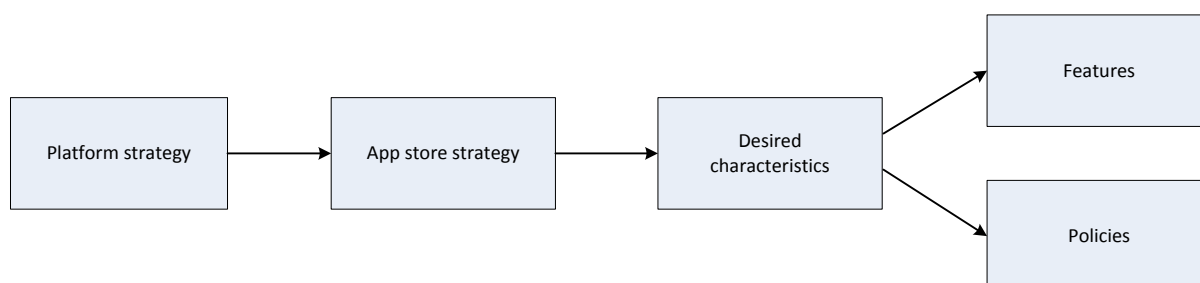 Platform strategy
App store strategy
Desired
characteristics
Features
Policies